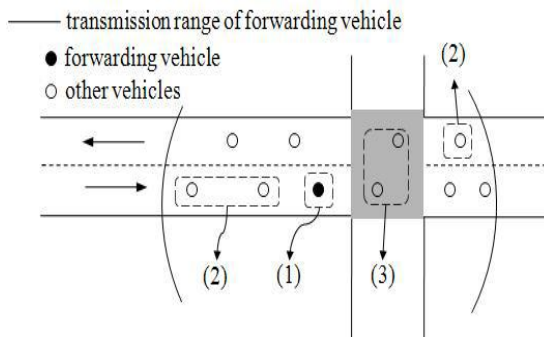 transmission range of forwarding vehicle
forwarding vehicle
other vehicles
(2)
(2)
(1)
(3)